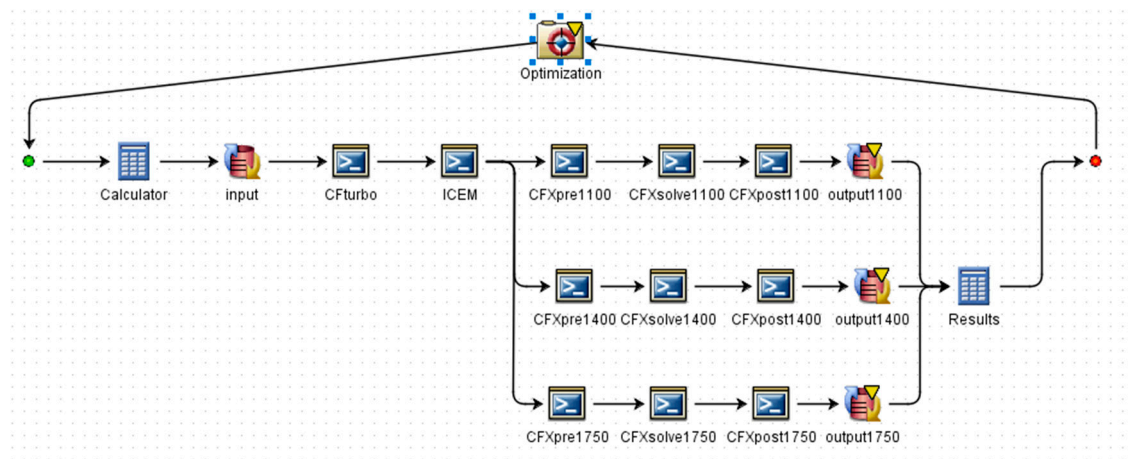 Optimization
Calculator
input
CFturbo
ICEM
CFXpre1100
CFXsolve1100
CFXpost1100
output1100
CFXpre1400
CFXsolve1400
CFXpost1400
output1400
Results
CFXpre1750
CFXsolve1750
CFXpost1750
output1750